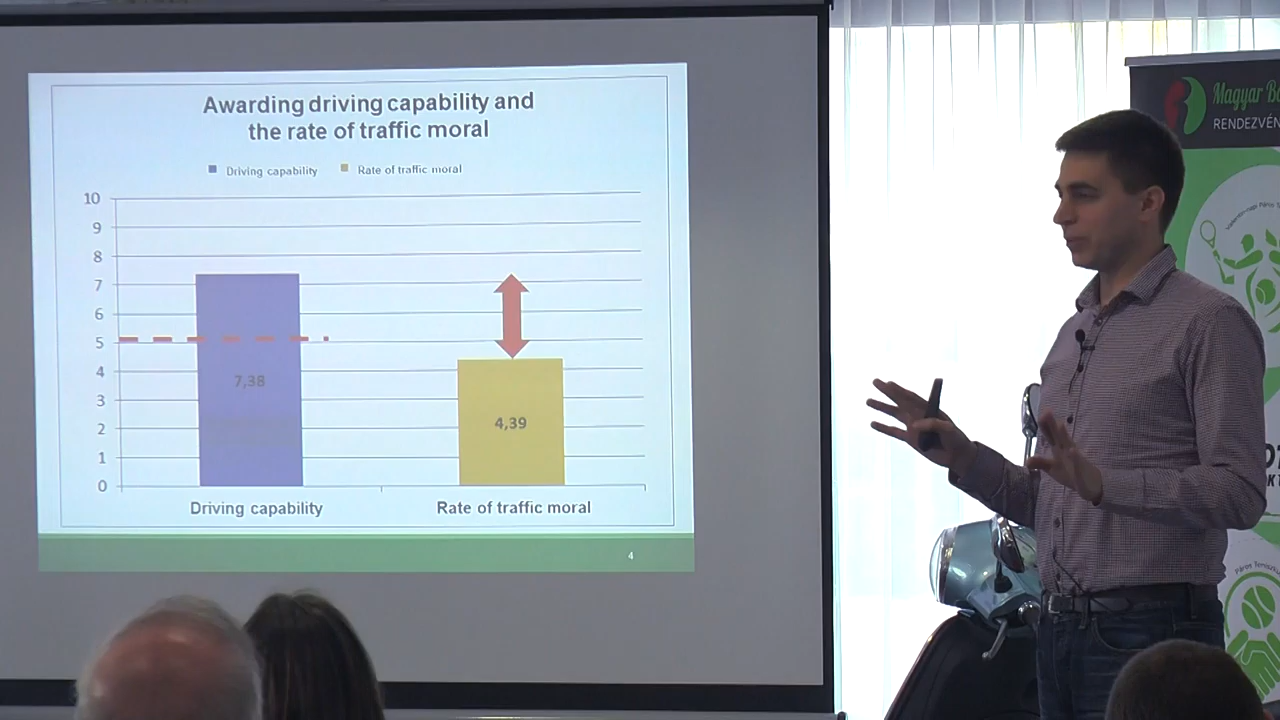 Awarding driving capability and
the rate of traffic moral
Driving capability
Rate of traffic moral
10
9
8
7
6
5
4
3
2
1
0
7,38
4,39
Driving capability
Rate of traffic moral
4
Magyar
RENDEZVÉN
Páros